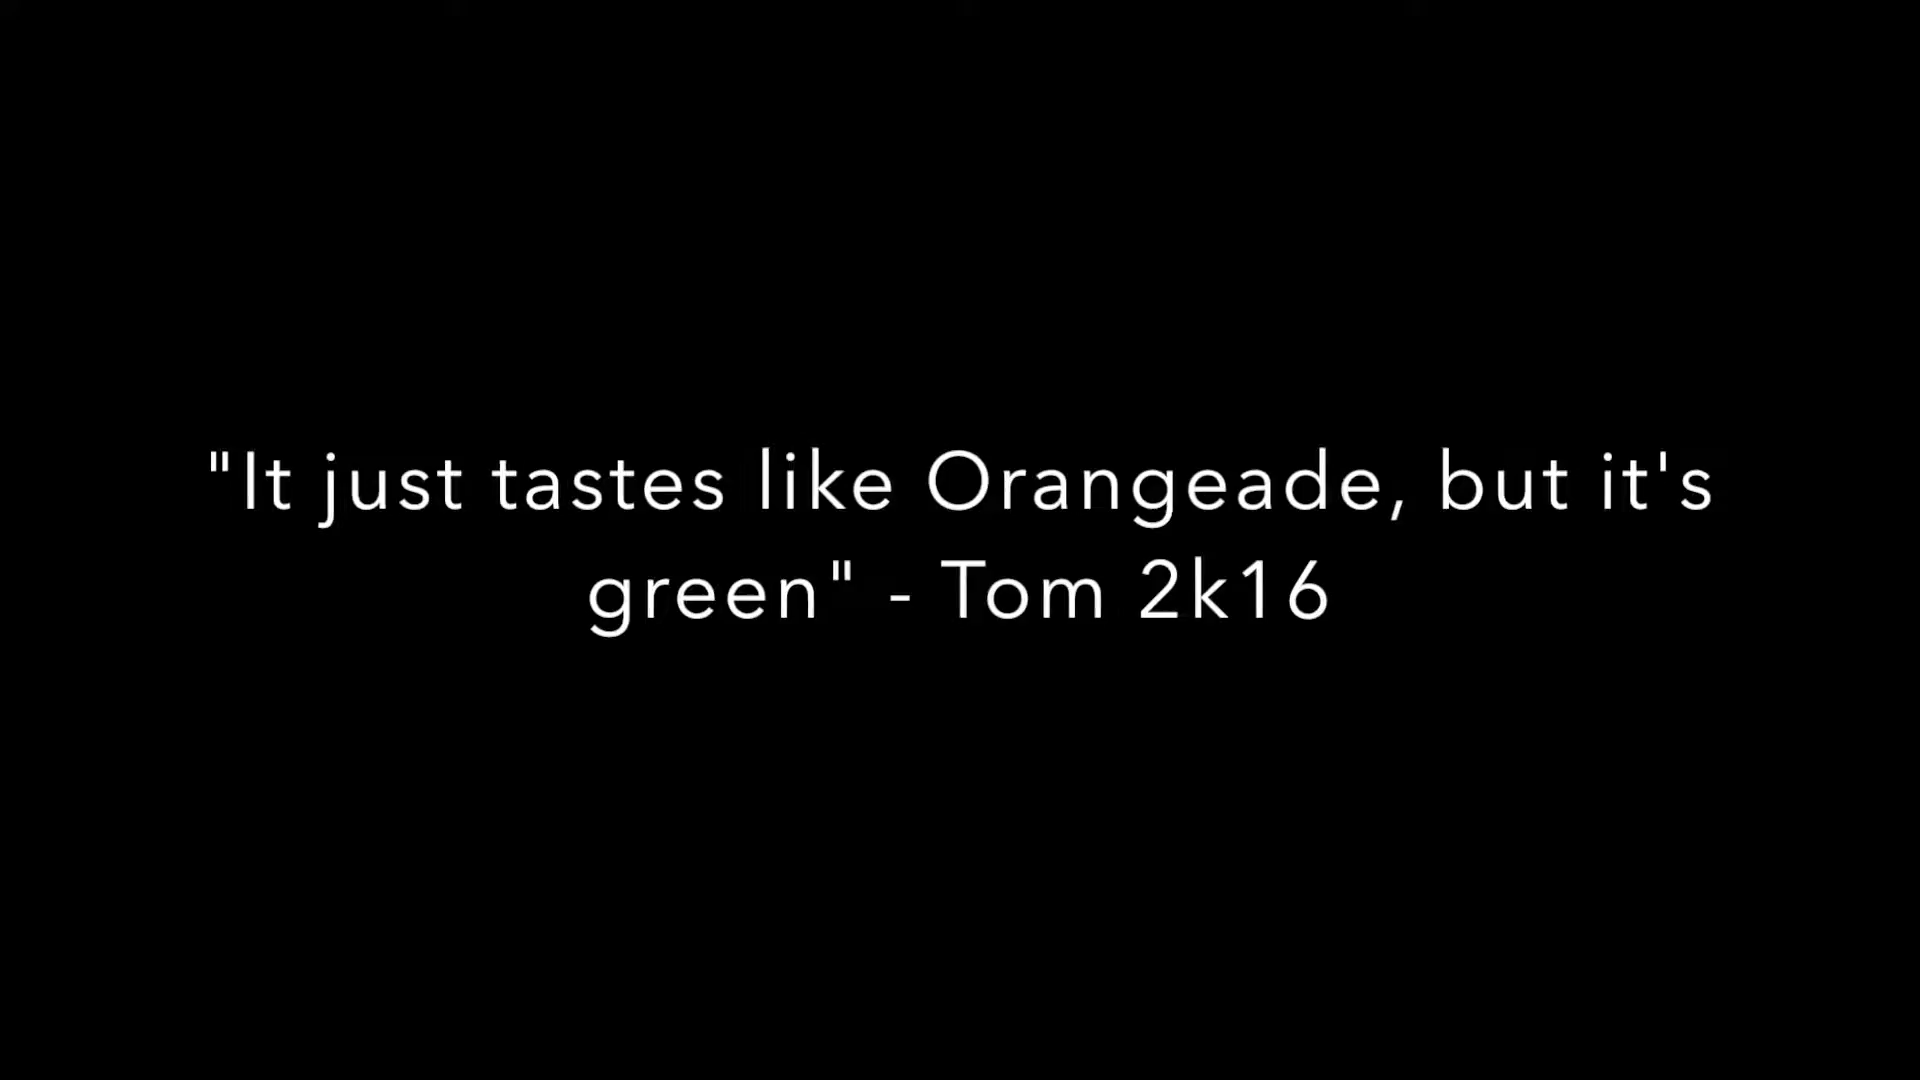 "It just tastes like Orangeade, but it's
green" - Tom 2k16